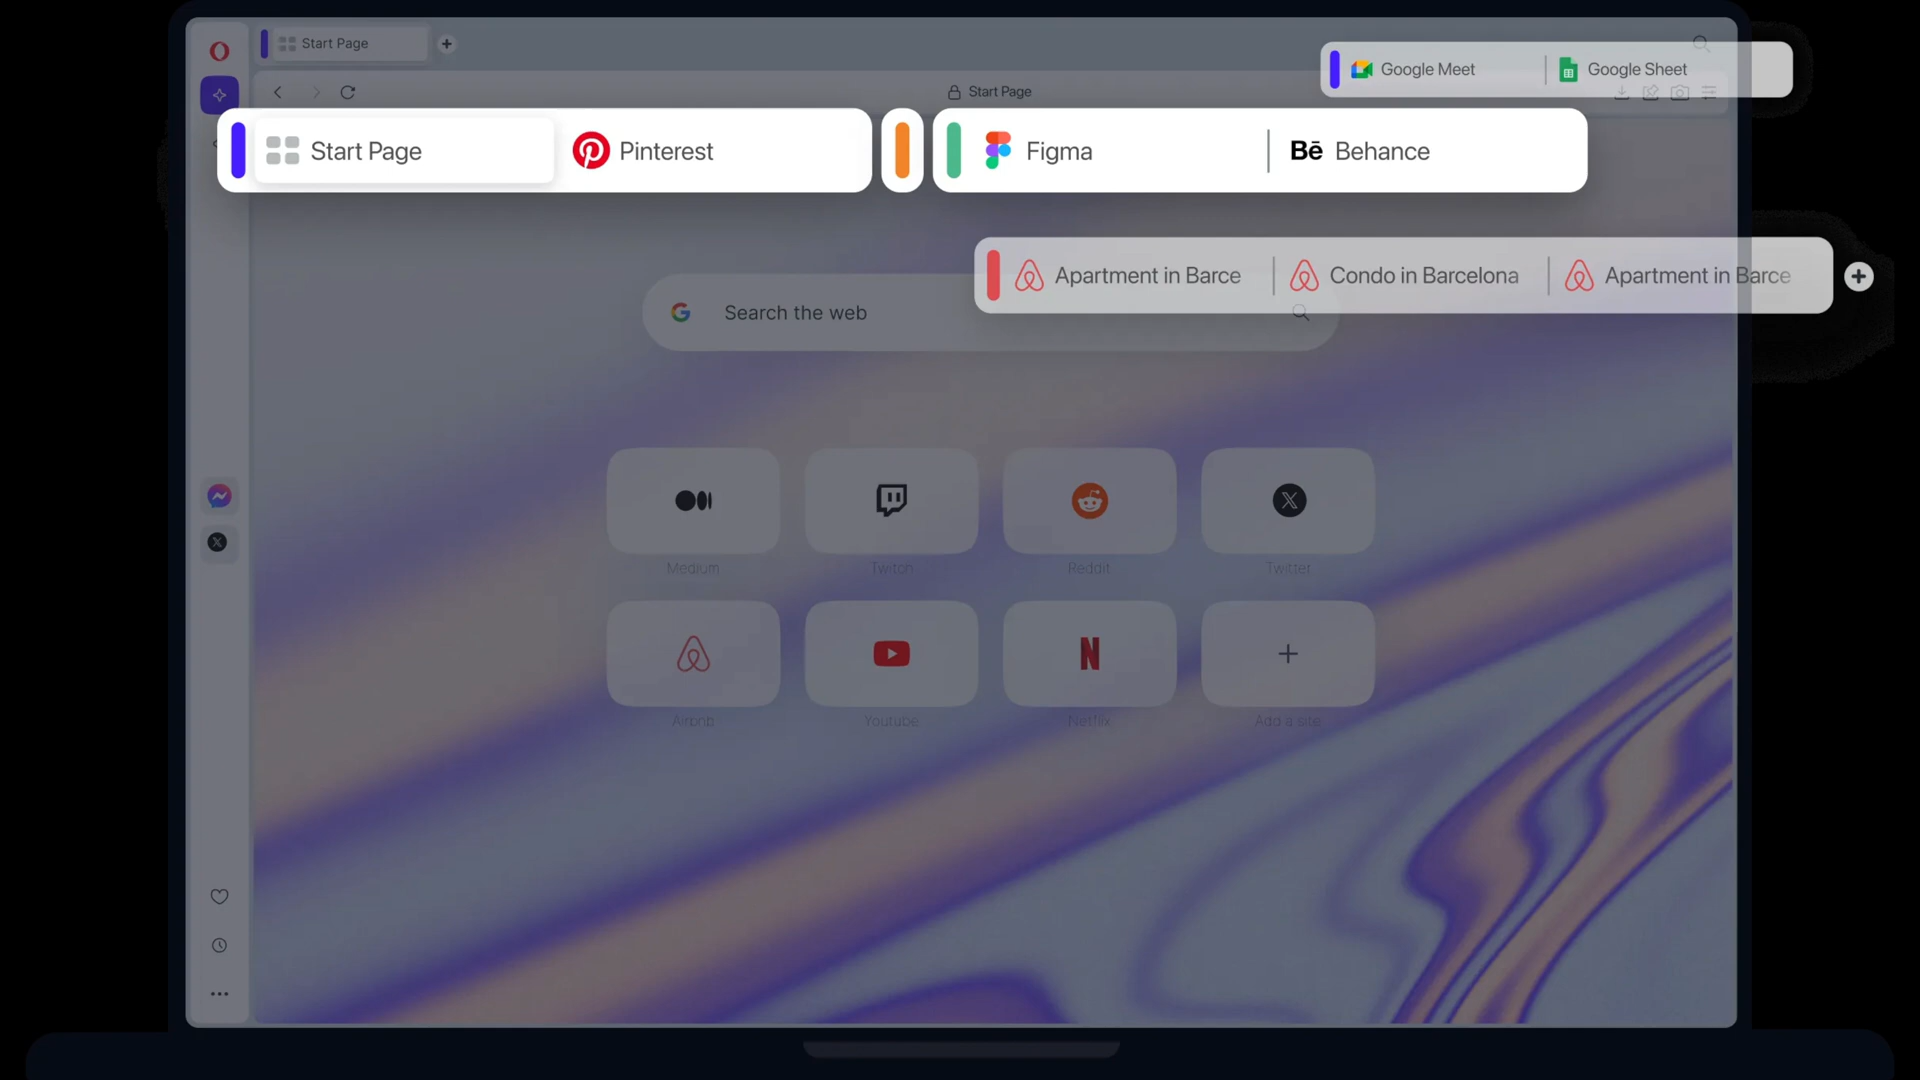 Start Page
Google Meet
Google Sheet
Start Page
Start Page
Pinterest
Figma
Bē Behance
Apartment in Barce
Condo in Barcelona
Apartment in Barce
Search the web
Medium
Twitch
Reddit
Twitter
Airbnb
Youtube
Netflix
Add a site